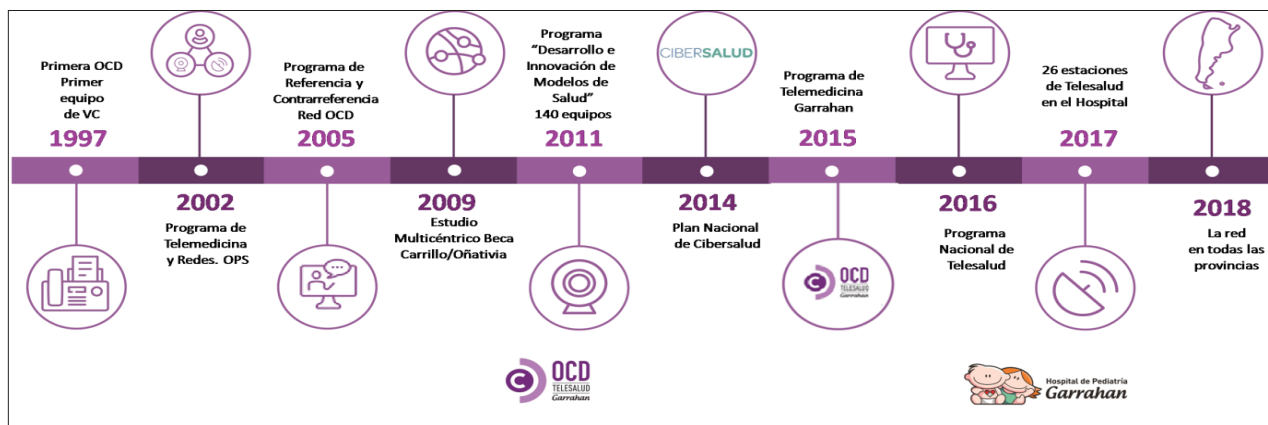 Primera OCD
Primer
equipo
de VC
1997
2002
Programa de
Telemedicina
y Redes. OPS
Programa de
Referencia y
Contrarreferencia
Red OCD
2005
2009
Estudio
Multicéntrico Beca
Carrillo/Oñativia
Programa
"Desarrollo e
Innovación de
Modelos de
Salud"
140 equipos
2011
CIBERSALUD
2014
Plan Nacional
de Cibersalud
Programa de
Telemedicina
Garrahan
2015
OCD
TELESALUD
Garrahan
2016
Programa
Nacional de
Telesalud
26 estaciones
de Telesalud
en el Hospital
2017
2018
La red
en todas las
provincias
C
OCD
TELESALUD
Garrahan
Hospital de Pediatría
Garrahan